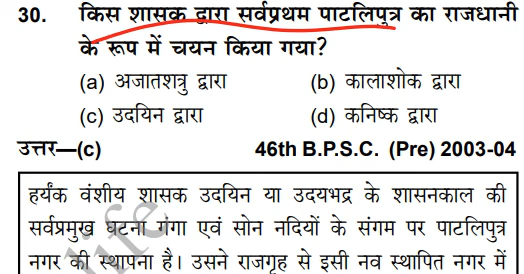 30. किस शासक द्वारा सर्वप्रथम पाटलिपुत्र का राजधानी
के रूप में चयन किया गया?
(a) अजातशत्रु द्वारा (b) कालाशोक द्वारा
(c) उदयिन द्वारा (d) कनिष्क द्वारा
उत्तर—(c) 46th B.P.S.C. (Pre) 2003-04
हर्यंक वंशीय शासक उदयिन या उदयभद्र के शासनकाल की
सर्वप्रमुख घटना गंगा एवं सोन नदियों के संगम पर पाटलिपुत्र
नगर की स्थापना है। उसने राजगृह से इसी नव स्थापित नगर में